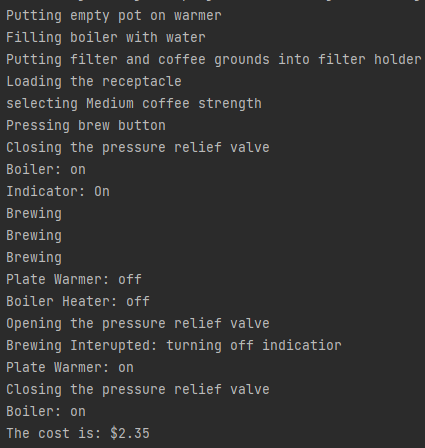 Putting empty pot on warmer
Filling boiler with water
Putting filter and coffee grounds into filter holder
Loading the receptacle
selecting Medium coffee strength
Pressing brew button
Closing the pressure relief valve
Boiler: on
Indicator: On
Brewing
Brewing
Brewing
Plate Warmer: off
Boiler Heater: off
Opening the pressure relief valve
Brewing Interupted: turning off indicatior
Plate Warmer: on
Closing the pressure relief valve
Boiler: on
The cost is: $2.35